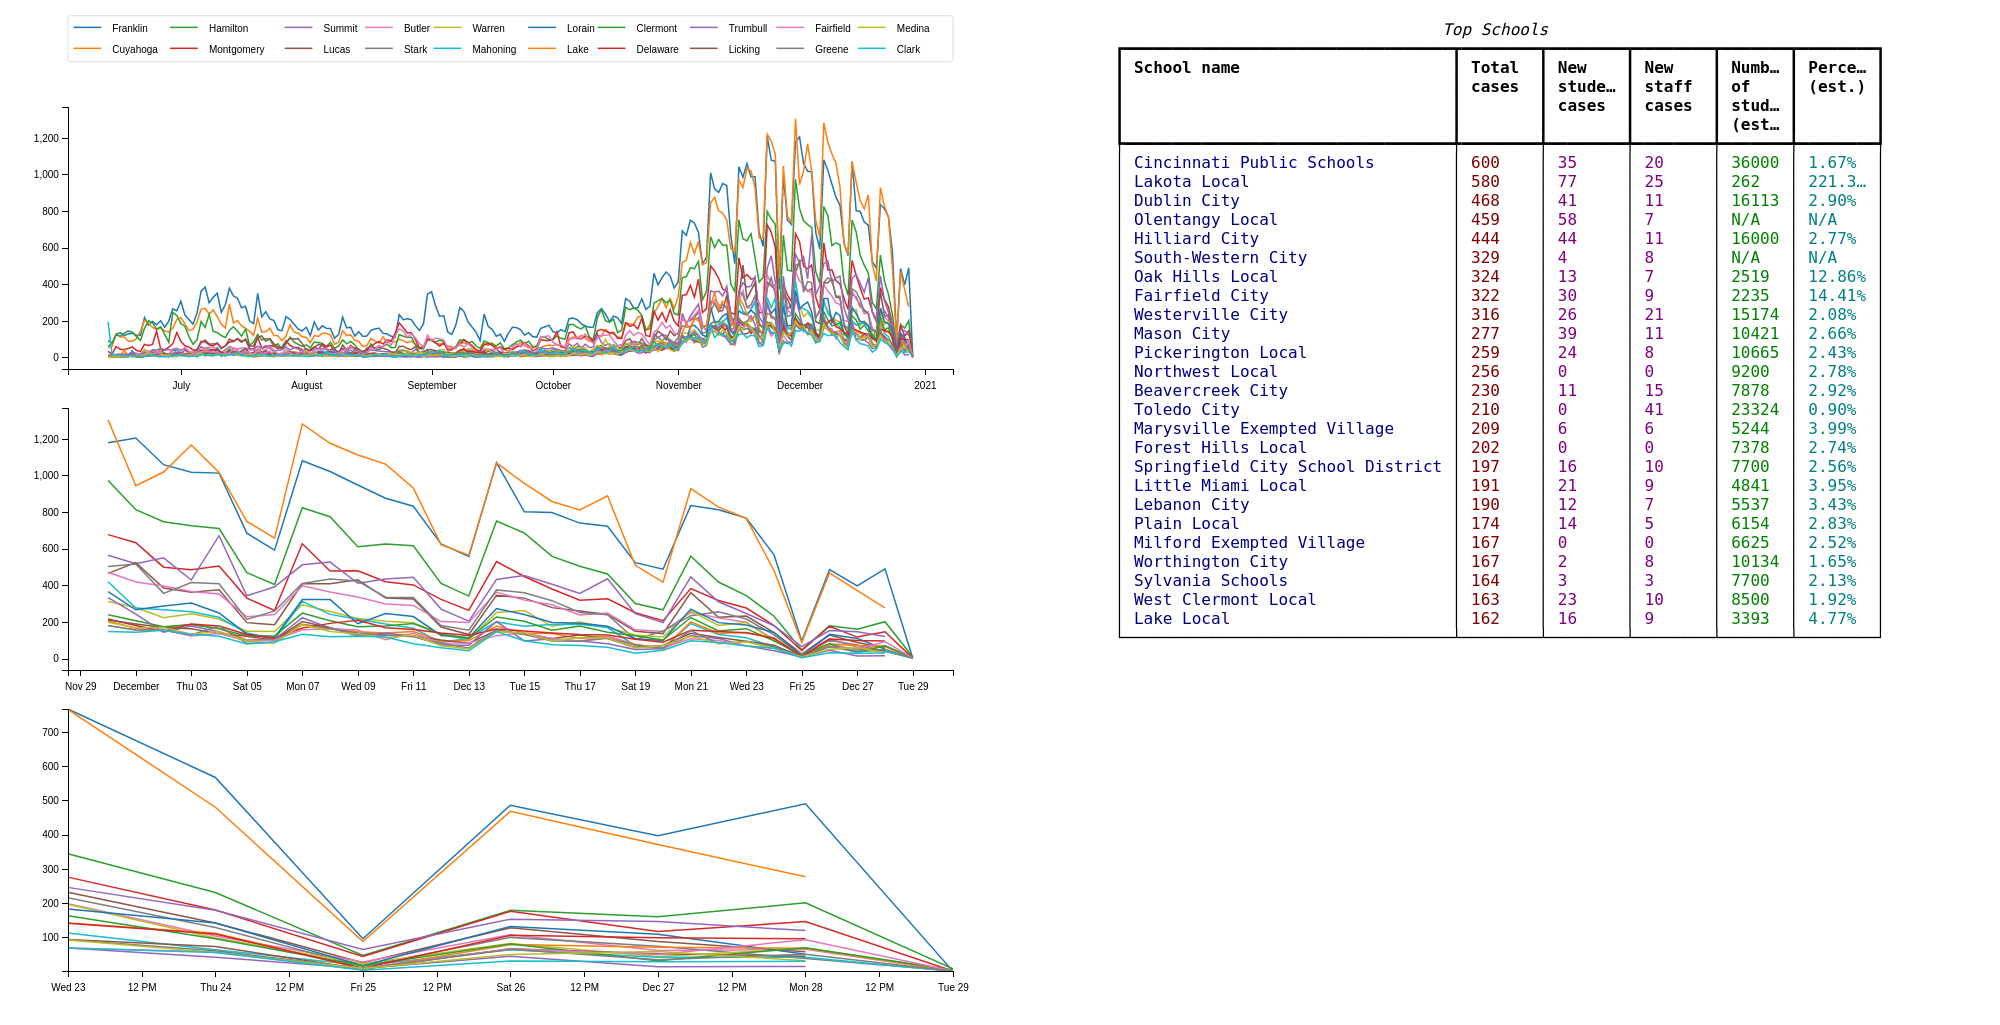 Franklin Hamilton Summit Butler Warren Lorain Clermont Trumbull Fairfield Medina
Cuyahoga Montgomery Lucas Stark Mahoning Lake Delaware Licking Greene Clark
1,200
1,000
800
600
400
200
0
July August September October November December 2021
1,200
1,000
800
600
400
200
0
Nov 29 December Thu 03 Sat 05 Mon 07 Wed 09 Fri 11 Dec 13 Tue 15 Thu 17 Sat 19 Mon 21 Wed 23 Fri 25 Dec 27 Tue 29
700
600
500
400
300
200
100
Wed 23 12 PM Thu 24 12 PM Fri 25 12 PM Sat 26 12 PM Dec 27 12 PM Mon 28 12 PM Tue 29
Top Schools
School name Total New New Numb… Perce…
cases stude… staff of (est.)
cases cases stud…
(est…
Cincinnati Public Schools 600 35 20 36000 1.67%
Lakota Local 580 77 25 262 221.3…
Dublin City 468 41 11 16113 2.90%
Olentangy Local 459 58 7 N/A N/A
Hilliard City 444 44 11 16000 2.77%
South-Western City 329 4 8 N/A N/A
Oak Hills Local 324 13 7 2519 12.86%
Fairfield City 322 30 9 2235 14.41%
Westerville City 316 26 21 15174 2.08%
Mason City 277 39 11 10421 2.66%
Pickerington Local 259 24 8 10665 2.43%
Northwest Local 256 0 0 9200 2.78%
Beavercreek City 230 11 15 7878 2.92%
Toledo City 210 0 41 23324 0.90%
Marysville Exempted Village 209 6 6 5244 3.99%
Forest Hills Local 202 0 0 7378 2.74%
Springfield City School District 197 16 10 7700 2.56%
Little Miami Local 191 21 9 4841 3.95%
Lebanon City 190 12 7 5537 3.43%
Plain Local 174 14 5 6154 2.83%
Milford Exempted Village 167 0 0 6625 2.52%
Worthington City 167 2 8 10134 1.65%
Sylvania Schools 164 3 3 7700 2.13%
West Clermont Local 163 23 10 8500 1.92%
Lake Local 162 16 9 3393 4.77%